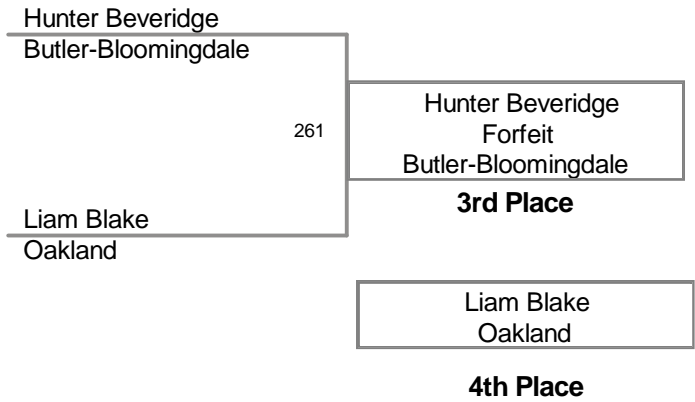 Hunter Beveridge
Butler-Bloomingdale
261
Hunter Beveridge
Forfeit
Butler-Bloomingdale
3rd Place
Liam Blake
Oakland
Liam Blake
Oakland
4th Place